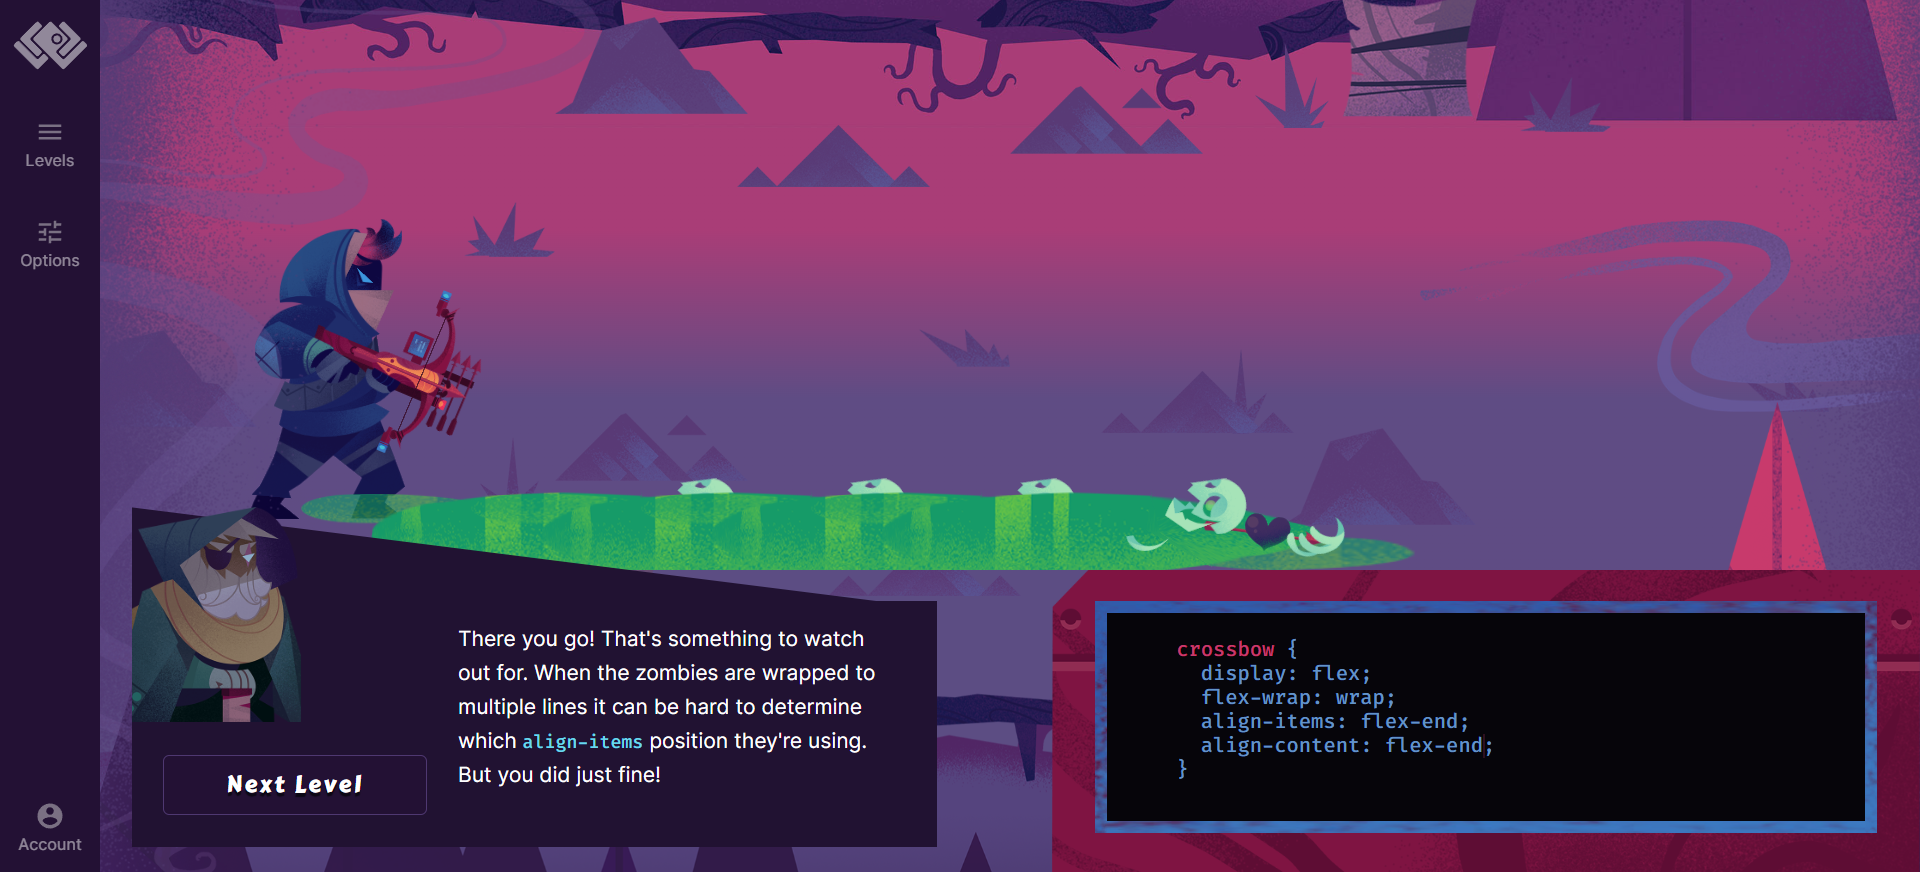 Levels
Options
There you go! That's something to watch
out for. When the zombies are wrapped to
multiple lines it can be hard to determine
which align-items position they're using.
But you did just fine!
Next Level
Account
crossbow {
  display: flex;
  flex-wrap: wrap;
  align-items: flex-end;
  align-content: flex-end;
}